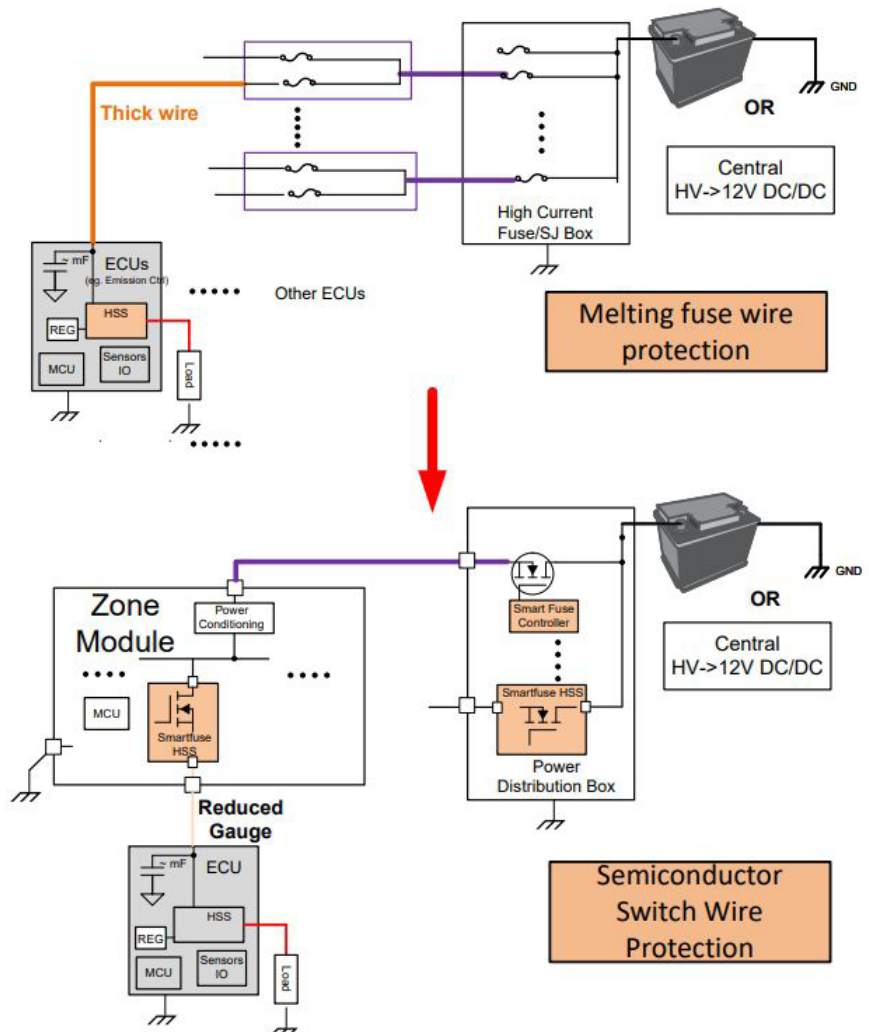 GND
OR
Thick wire
Central
HV->12V DC/DC
High Current
Fuse/SJ Box
~ mF
ECUs
(eg. Emission Ctrl)
HSS
REG
MCU
Sensors
IO
Load
Other ECUs
Melting fuse wire
protection
GND
OR
Zone
Module
Power
Conditioning
Smart Fuse
Controller
Central
HV->12V DC/DC
MCU
Smartfuse
HSS
Smartfuse HSS
Power
Distribution Box
Reduced
Gauge
~ mF
ECU
HSS
REG
MCU
Sensors
IO
Load
Semiconductor
Switch Wire
Protection